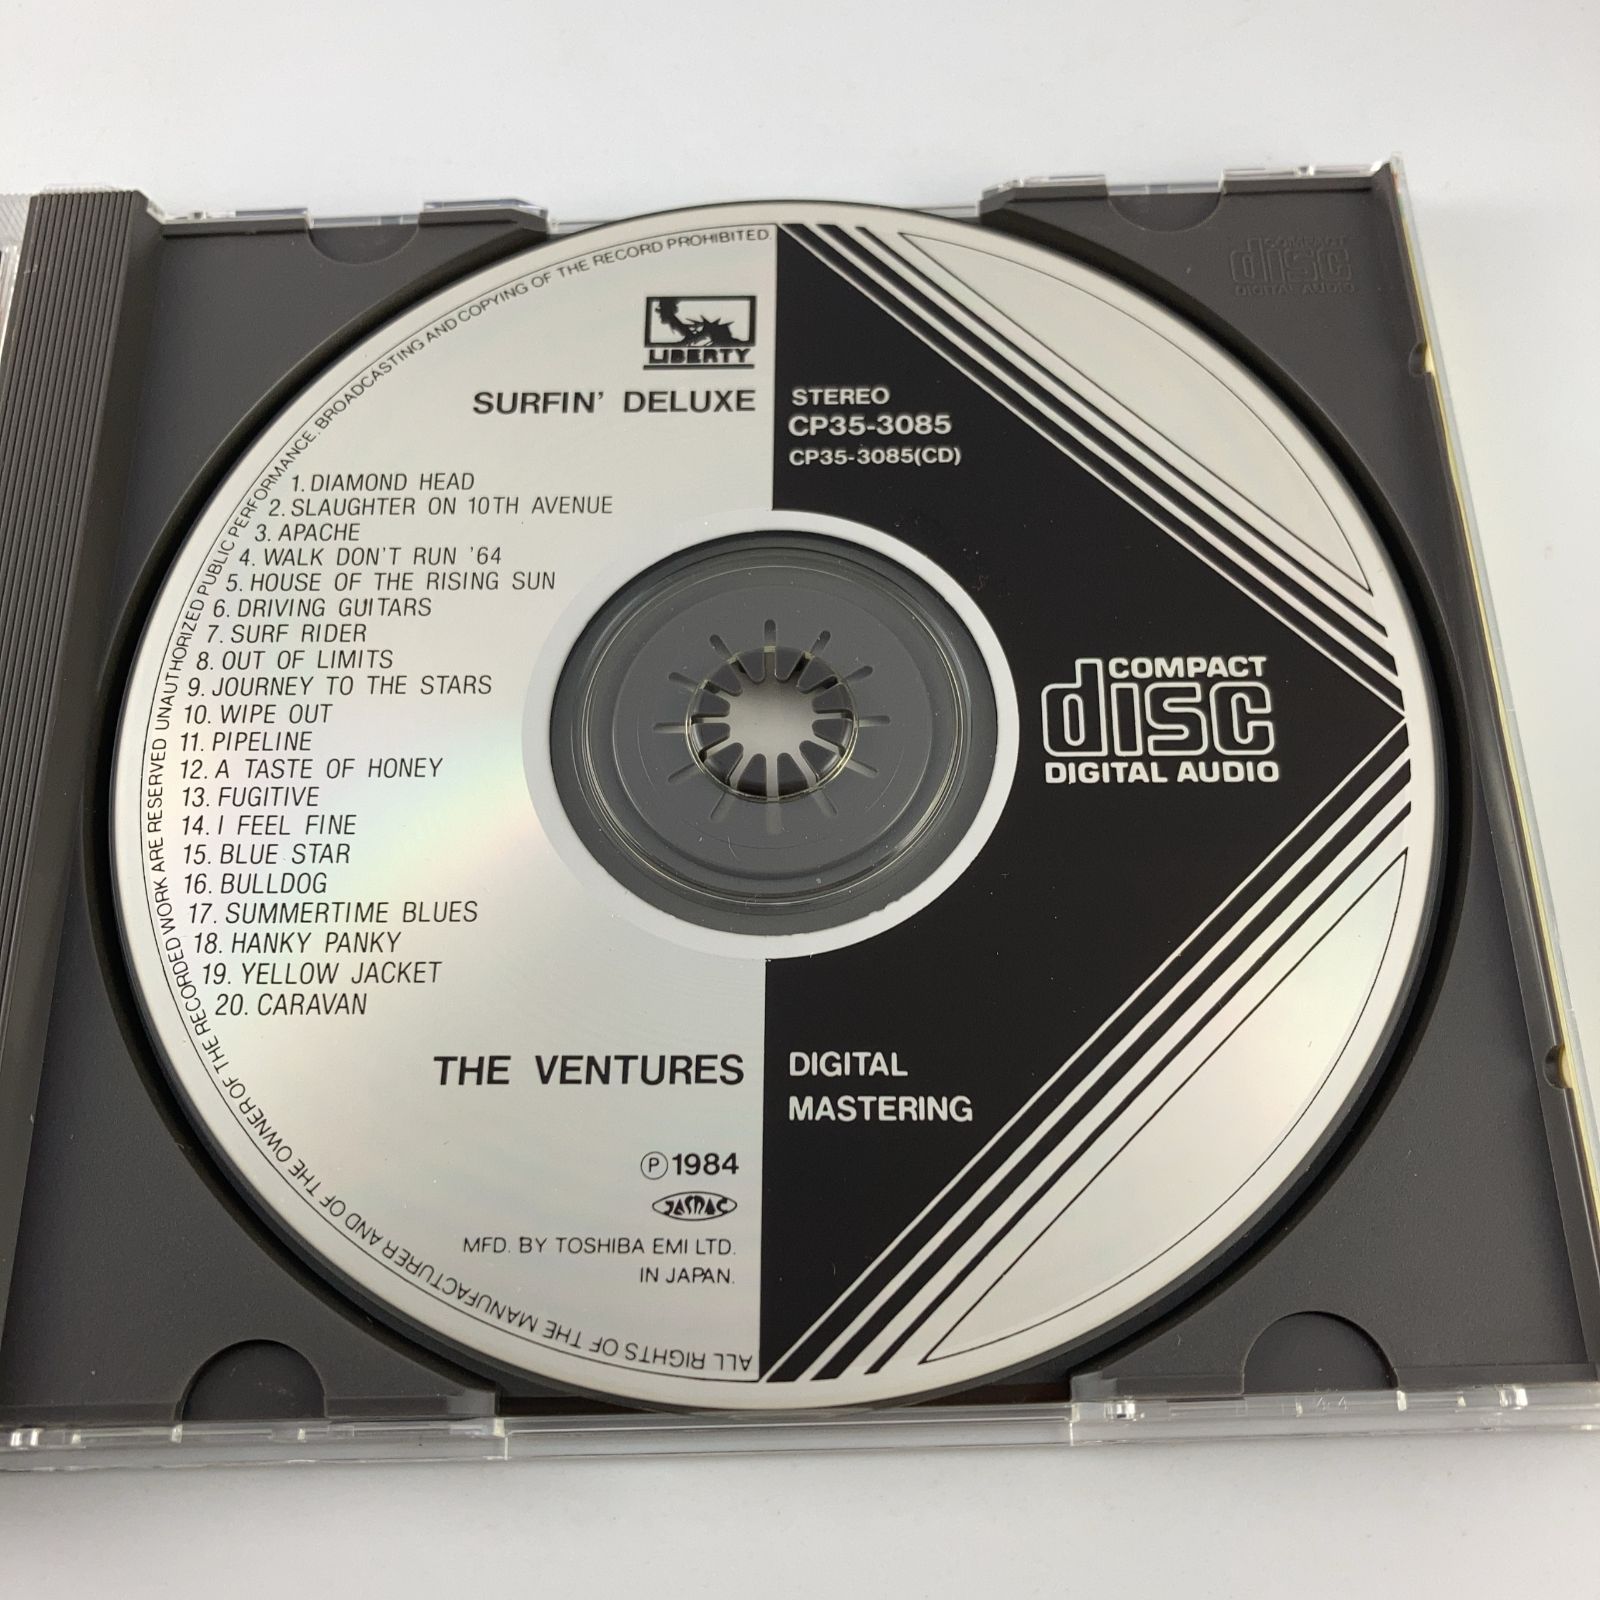 LIBERTY
SURFIN' DELUXE
STEREO
CP35-3085
CP35-3085(CD)
1. DIAMOND HEAD
2. SLAUGHTER ON 10TH AVENUE
3. APACHE
4. WALK DON'T RUN '64
5. HOUSE OF THE RISING SUN
6. DRIVING GUITARS
7. SURF RIDER
8. OUT OF LIMITS
9. JOURNEY TO THE STARS
10. WIPE OUT
11. PIPELINE
12. A TASTE OF HONEY
13. FUGITIVE
14. I FEEL FINE
15. BLUE STAR
16. BULLDOG
17. SUMMERTIME BLUES
18. HANKY PANKY
19. YELLOW JACKET
20. CARAVAN
COMPACT
disc
DIGITAL AUDIO
THE VENTURES
DIGITAL
MASTERING
Ⓟ1984
JASRAC
MFD. BY TOSHIBA EMI LTD.
IN JAPAN.
ALL RIGHTS OF THE MANUFACTURER AND OF THE OWNER OF THE RECORDED WORK ARE RESERVED UNAUTHORIZED PUBLIC PERFORMANCE, BROADCASTING AND COPYING OF THE RECORD PROHIBITED.
COMPACT
disc
DIGITAL AUDIO